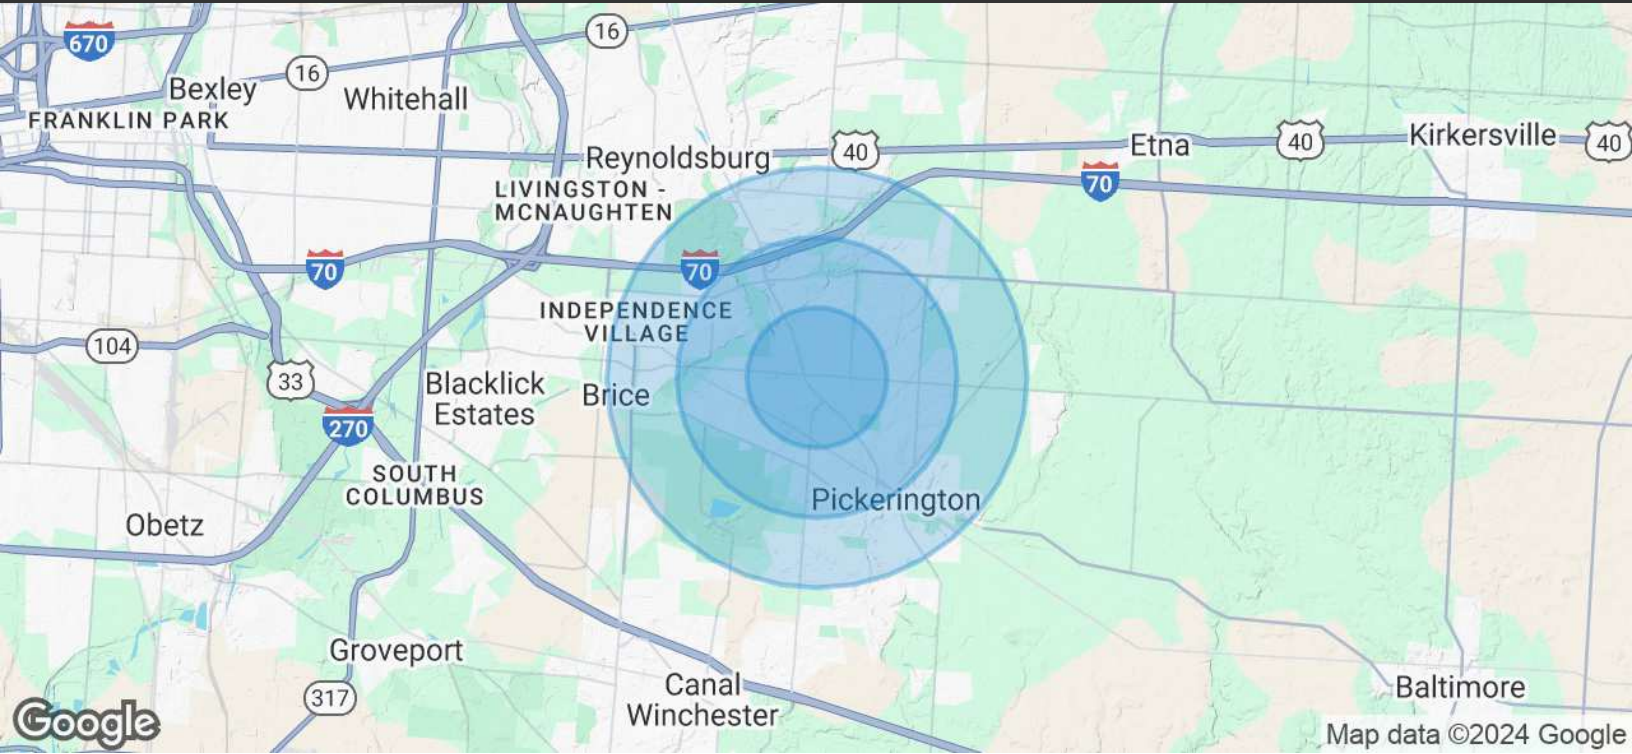 16
670
16
Bexley
Whitehall
FRANKLIN PARK
Reynoldsburg
40
Etna
40
Kirkersville
40
LIVINGSTON -
MCNAUGHTEN
70
70
70
INDEPENDENCE
VILLAGE
104
33
Blacklick
Estates
Brice
270
SOUTH
COLUMBUS
Pickerington
Obetz
Groveport
317
Canal
Winchester
Baltimore
Google
Map data ©2024 Google